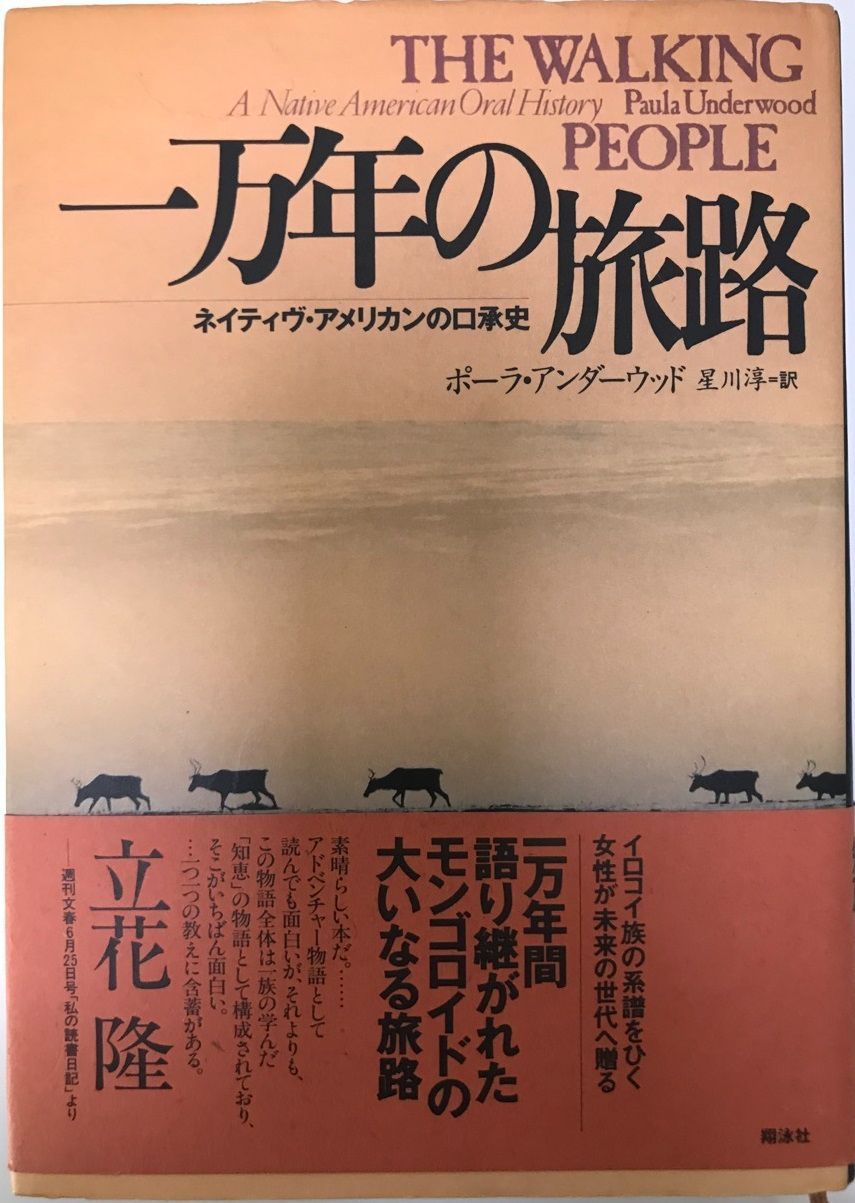 THE WALKING
A Native American Oral History Paula Underwood
PEOPLE
一万年の旅路
ネイティヴ・アメリカンの口承史
ポーラ・アンダーウッド 星川淳=訳
イロコイ族の系譜をひく
女性が未来の世代へ贈る
一万年間
語り継がれた
モンゴロイドの
大いなる旅路
素晴らしい本だ。……
アドベンチャー物語として
読んでも面白いが、それよりも、
この物語全体は一族の学んだ
「知恵」の物語として構成されており、
そこがいちばん面白い。
…一つ一つの教えに含蓄がある。
立花 隆
──週刊文春6月25日号「私の読書日記」より
翔泳社